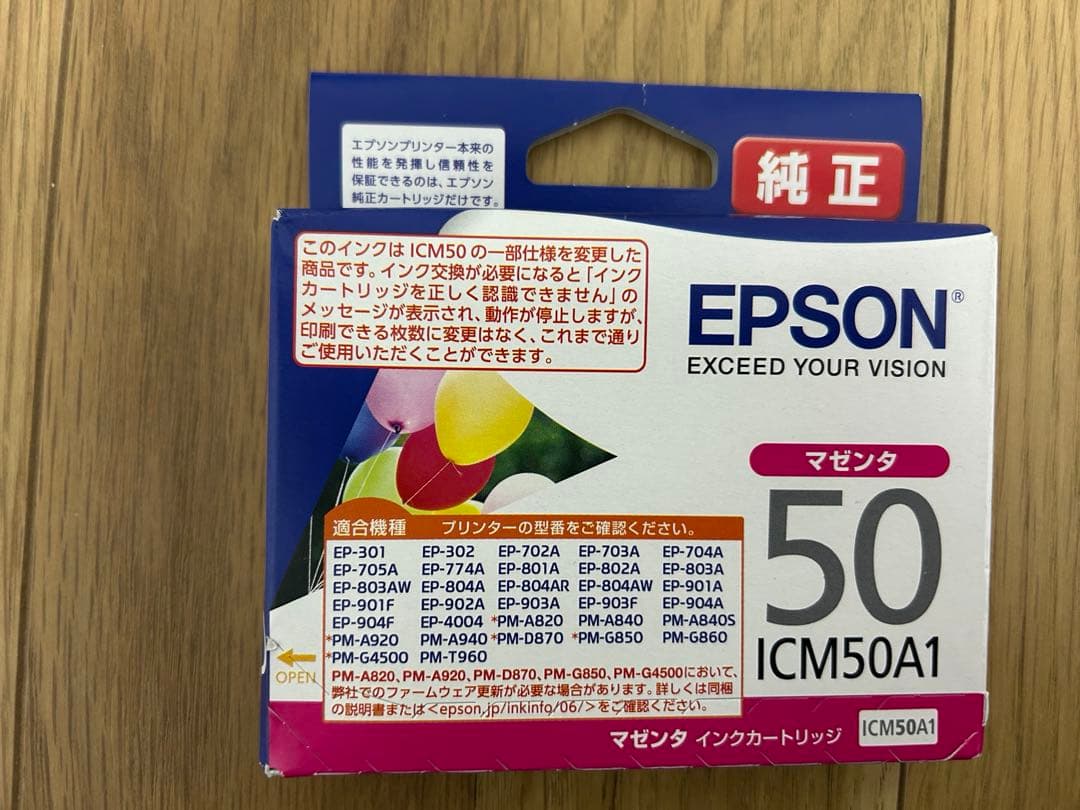 エプソンプリンター本来の
性能を発揮し信頼性を
保証できるのは、エプソン
純正カートリッジだけです。
純正
このインクは ICM50 の一部仕様を変更した
商品です。インク交換が必要になると「インク
カートリッジを正しく認識できません」の
メッセージが表示され、動作が停止しますが、
印刷できる枚数に変更はなく、これまで通り
ご使用いただくことができます。
EPSON®
EXCEED YOUR VISION
マゼンタ
50
ICM50A1
適合機種 プリンターの型番をご確認ください。
EP-301 EP-302 EP-702A EP-703A EP-704A
EP-705A EP-774A EP-801A EP-802A EP-803A
EP-803AW EP-804A EP-804AR EP-804AW EP-901A
EP-901F EP-902A EP-903A EP-903F EP-904A
EP-904F EP-4004 *PM-A820 PM-A840 PM-A840S
*PM-A920 PM-A940 *PM-D870 *PM-G850 PM-G860
*PM-G4500 PM-T960
PM-A820、PM-A920、PM-D870、PM-G850、PM-G4500において、
弊社でのファームウェア更新が必要な場合があります。詳しくは同梱
の説明書または<epson.jp/inkinfo/06/>をご確認ください。
OPEN
マゼンタ インクカートリッジ ICM50A1